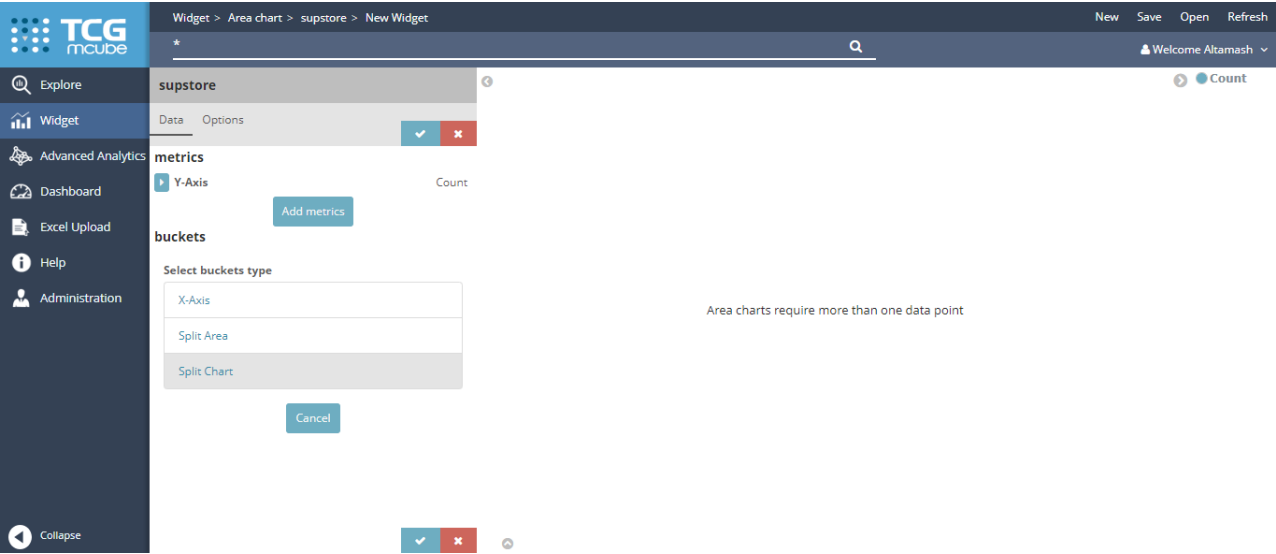 TCG
mcube
Widget > Area chart > supstore > New Widget
New Save Open Refresh
*
Welcome Altamash
Explore
Widget
Advanced Analytics
Dashboard
Excel Upload
Help
Administration
Collapse
supstore
Data Options
metrics
Y-Axis Count
Add metrics
buckets
Select buckets type
X-Axis
Split Area
Split Chart
Cancel
Count
Area charts require more than one data point